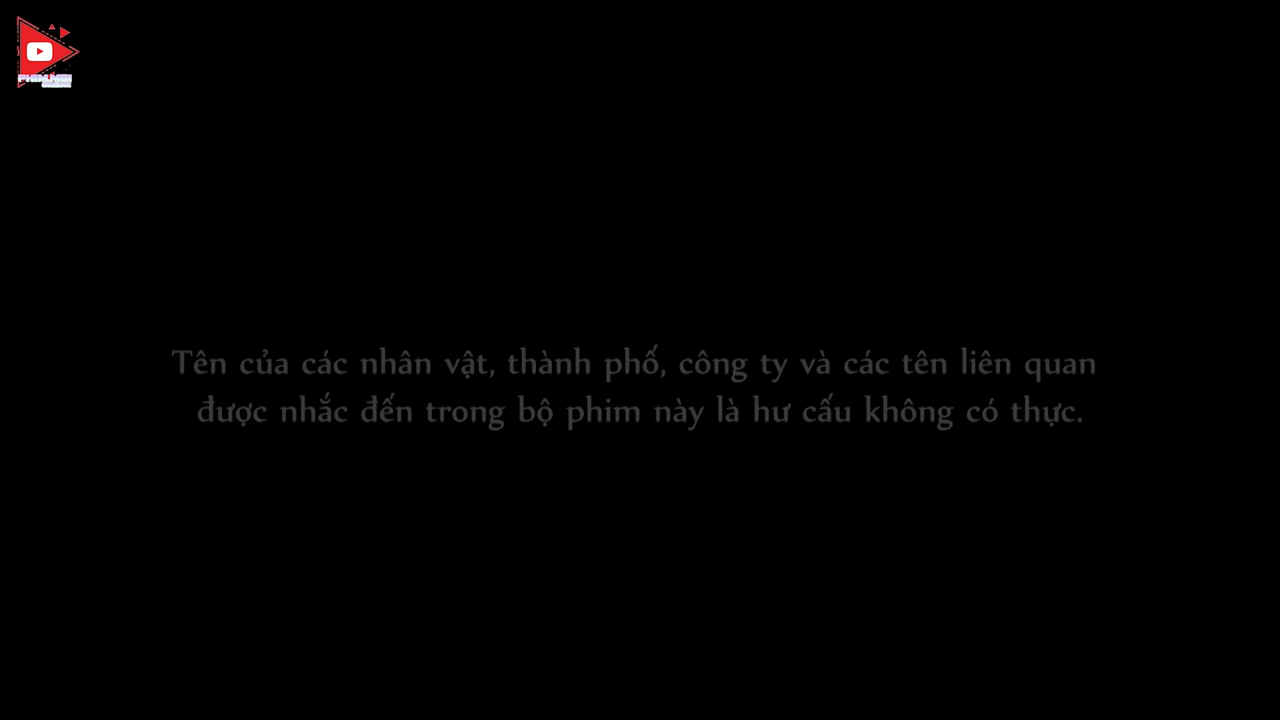 Tên của các nhân vật, thành phố, công ty và các tên liên quan
được nhắc đến trong bộ phim này là hư cấu không có thực.